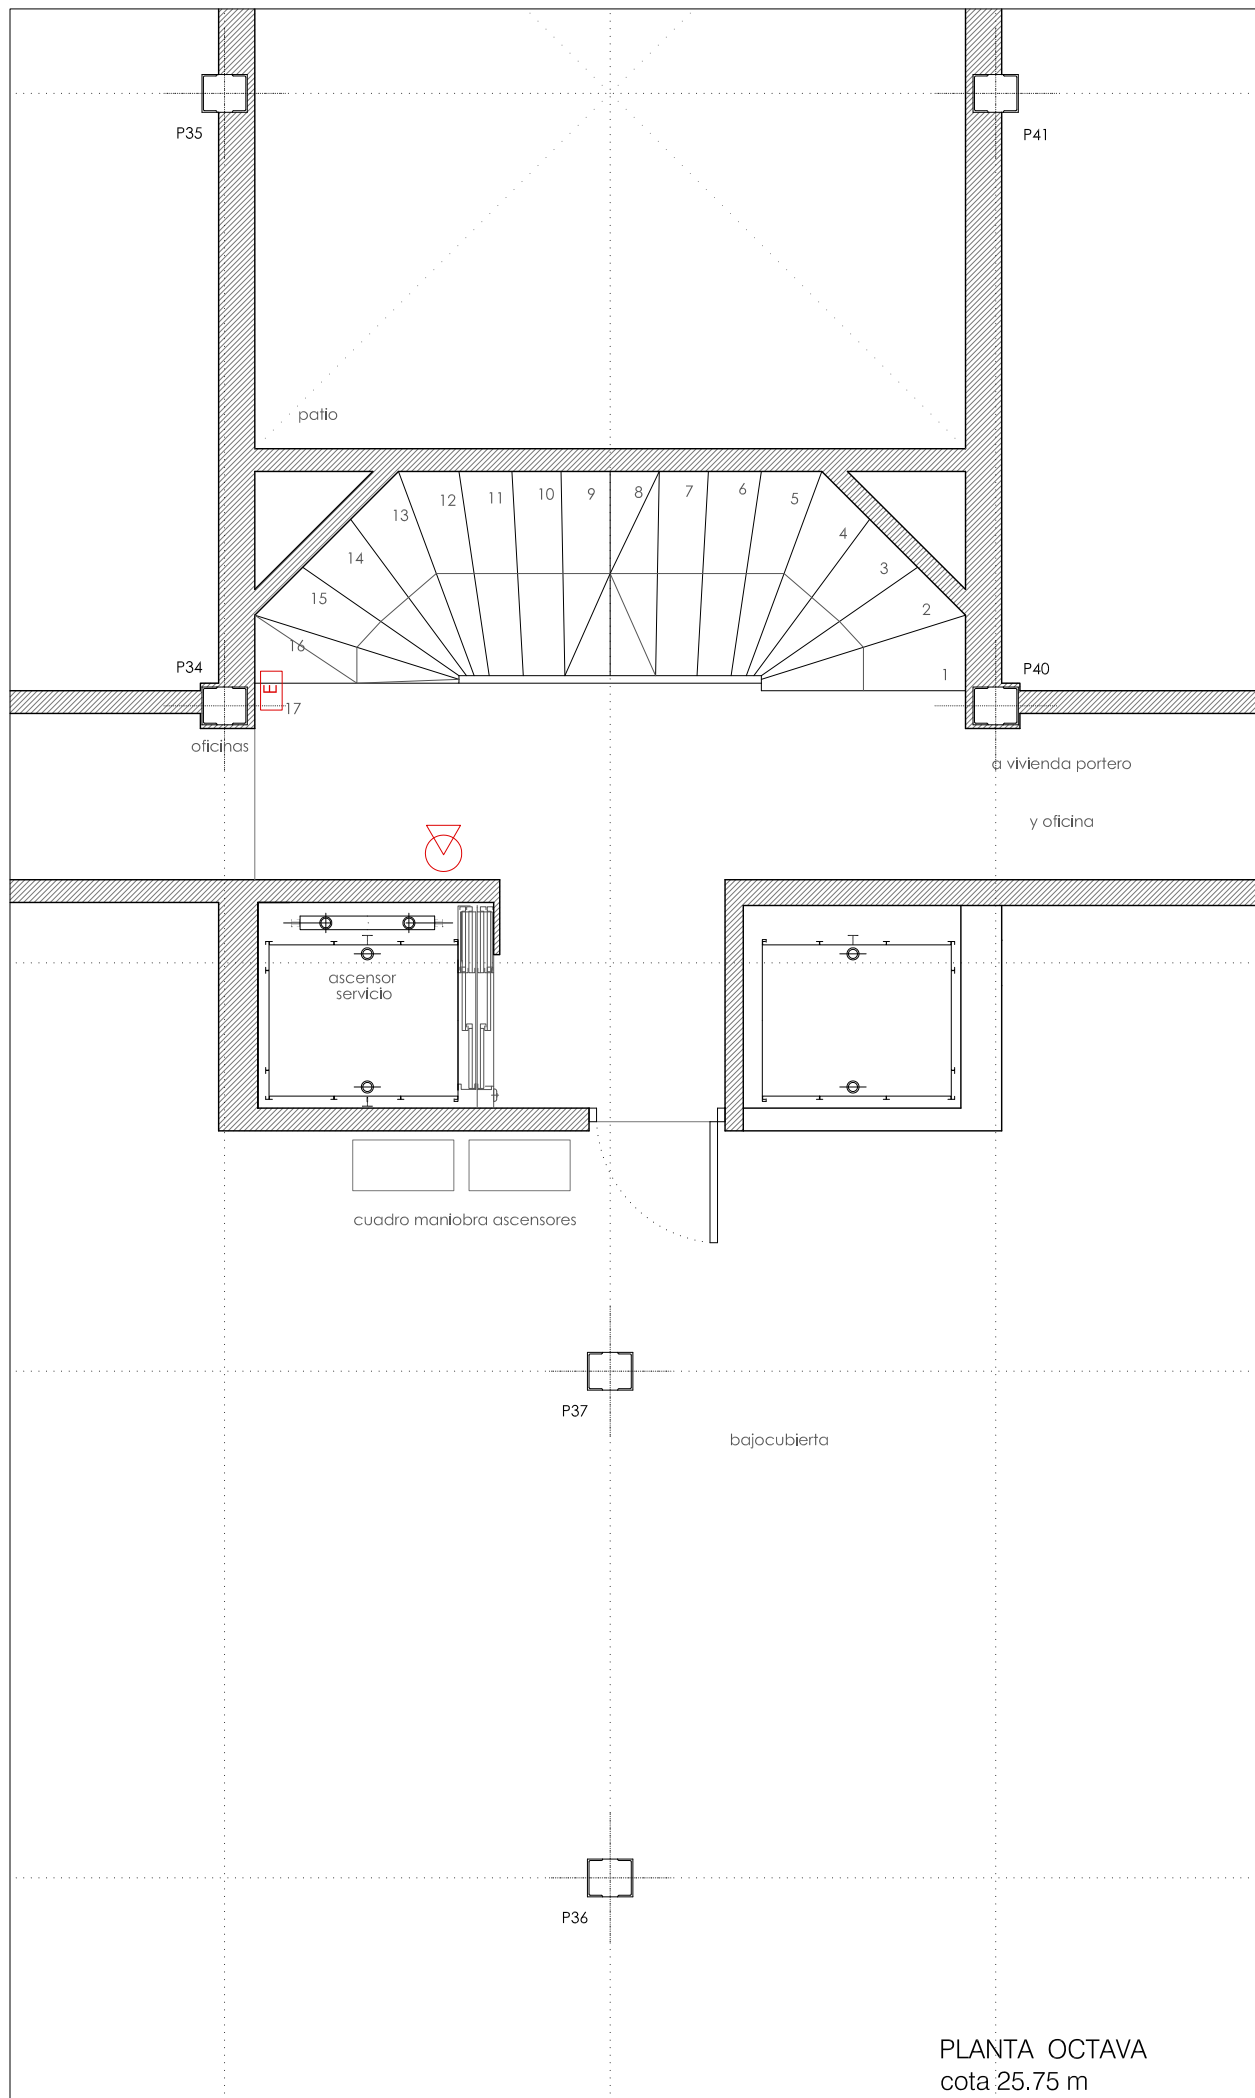 P35
P41
patio
12
11
10
9
8
7
6
5
13
4
14
3
15
2
16
1
P34
P40
E
17
oficinas
a vivienda portero
y oficina
ascensor
servicio
cuadro maniobra ascensores
P37
bajocubierta
P36
PLANTA OCTAVA
cota 25.75 m